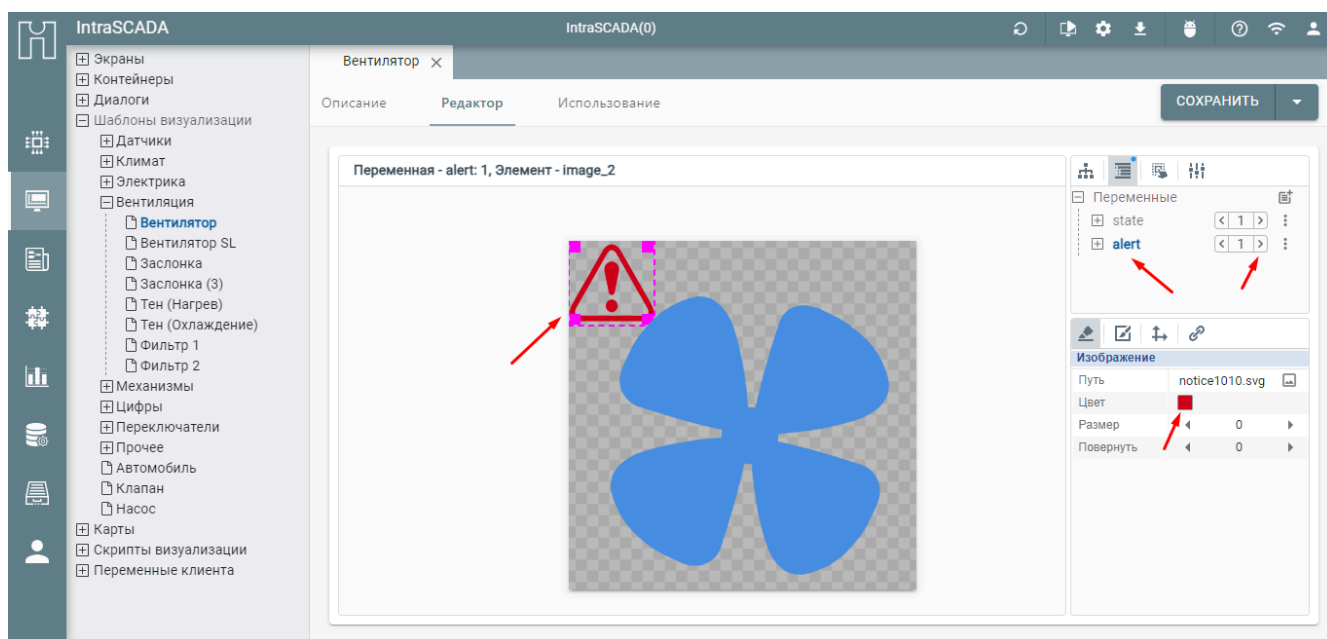 IntraSCADA
IntraSCADA(0)
Экраны
Контейнеры
Диалоги
Шаблоны визуализации
Датчики
Климат
Электрика
Вентиляция
Вентилятор
Вентилятор SL
Заслонка
Заслонка (3)
Тен (Нагрев)
Тен (Охлаждение)
Фильтр 1
Фильтр 2
Механизмы
Цифры
Переключатели
Прочее
Автомобиль
Клапан
Насос
Карты
Скрипты визуализации
Переменные клиента
Вентилятор
Описание Редактор Использование
СОХРАНИТЬ
Переменная - alert: 1, Элемент - image_2
Переменные
state 1
alert 1
Изображение
Путь notice1010.svg
Цвет
Размер 0
Повернуть 0